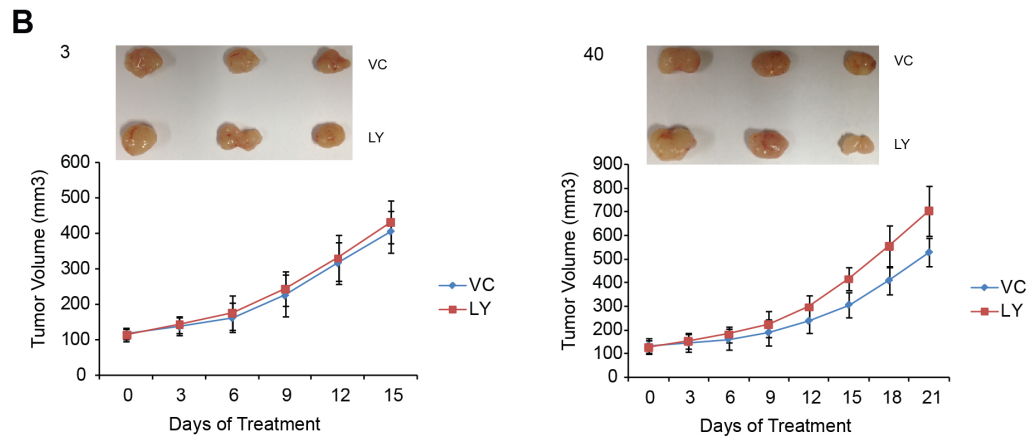 B
3
VC
LY
600
500
400
300
200
100
0
Tumor Volume (mm3)
0 3 6 9 12 15
Days of Treatment
VC
LY
40
VC
LY
900
800
700
600
500
400
300
200
100
0
Tumor Volume (mm3)
0 3 6 9 12 15 18 21
Days of Treatment
VC
LY